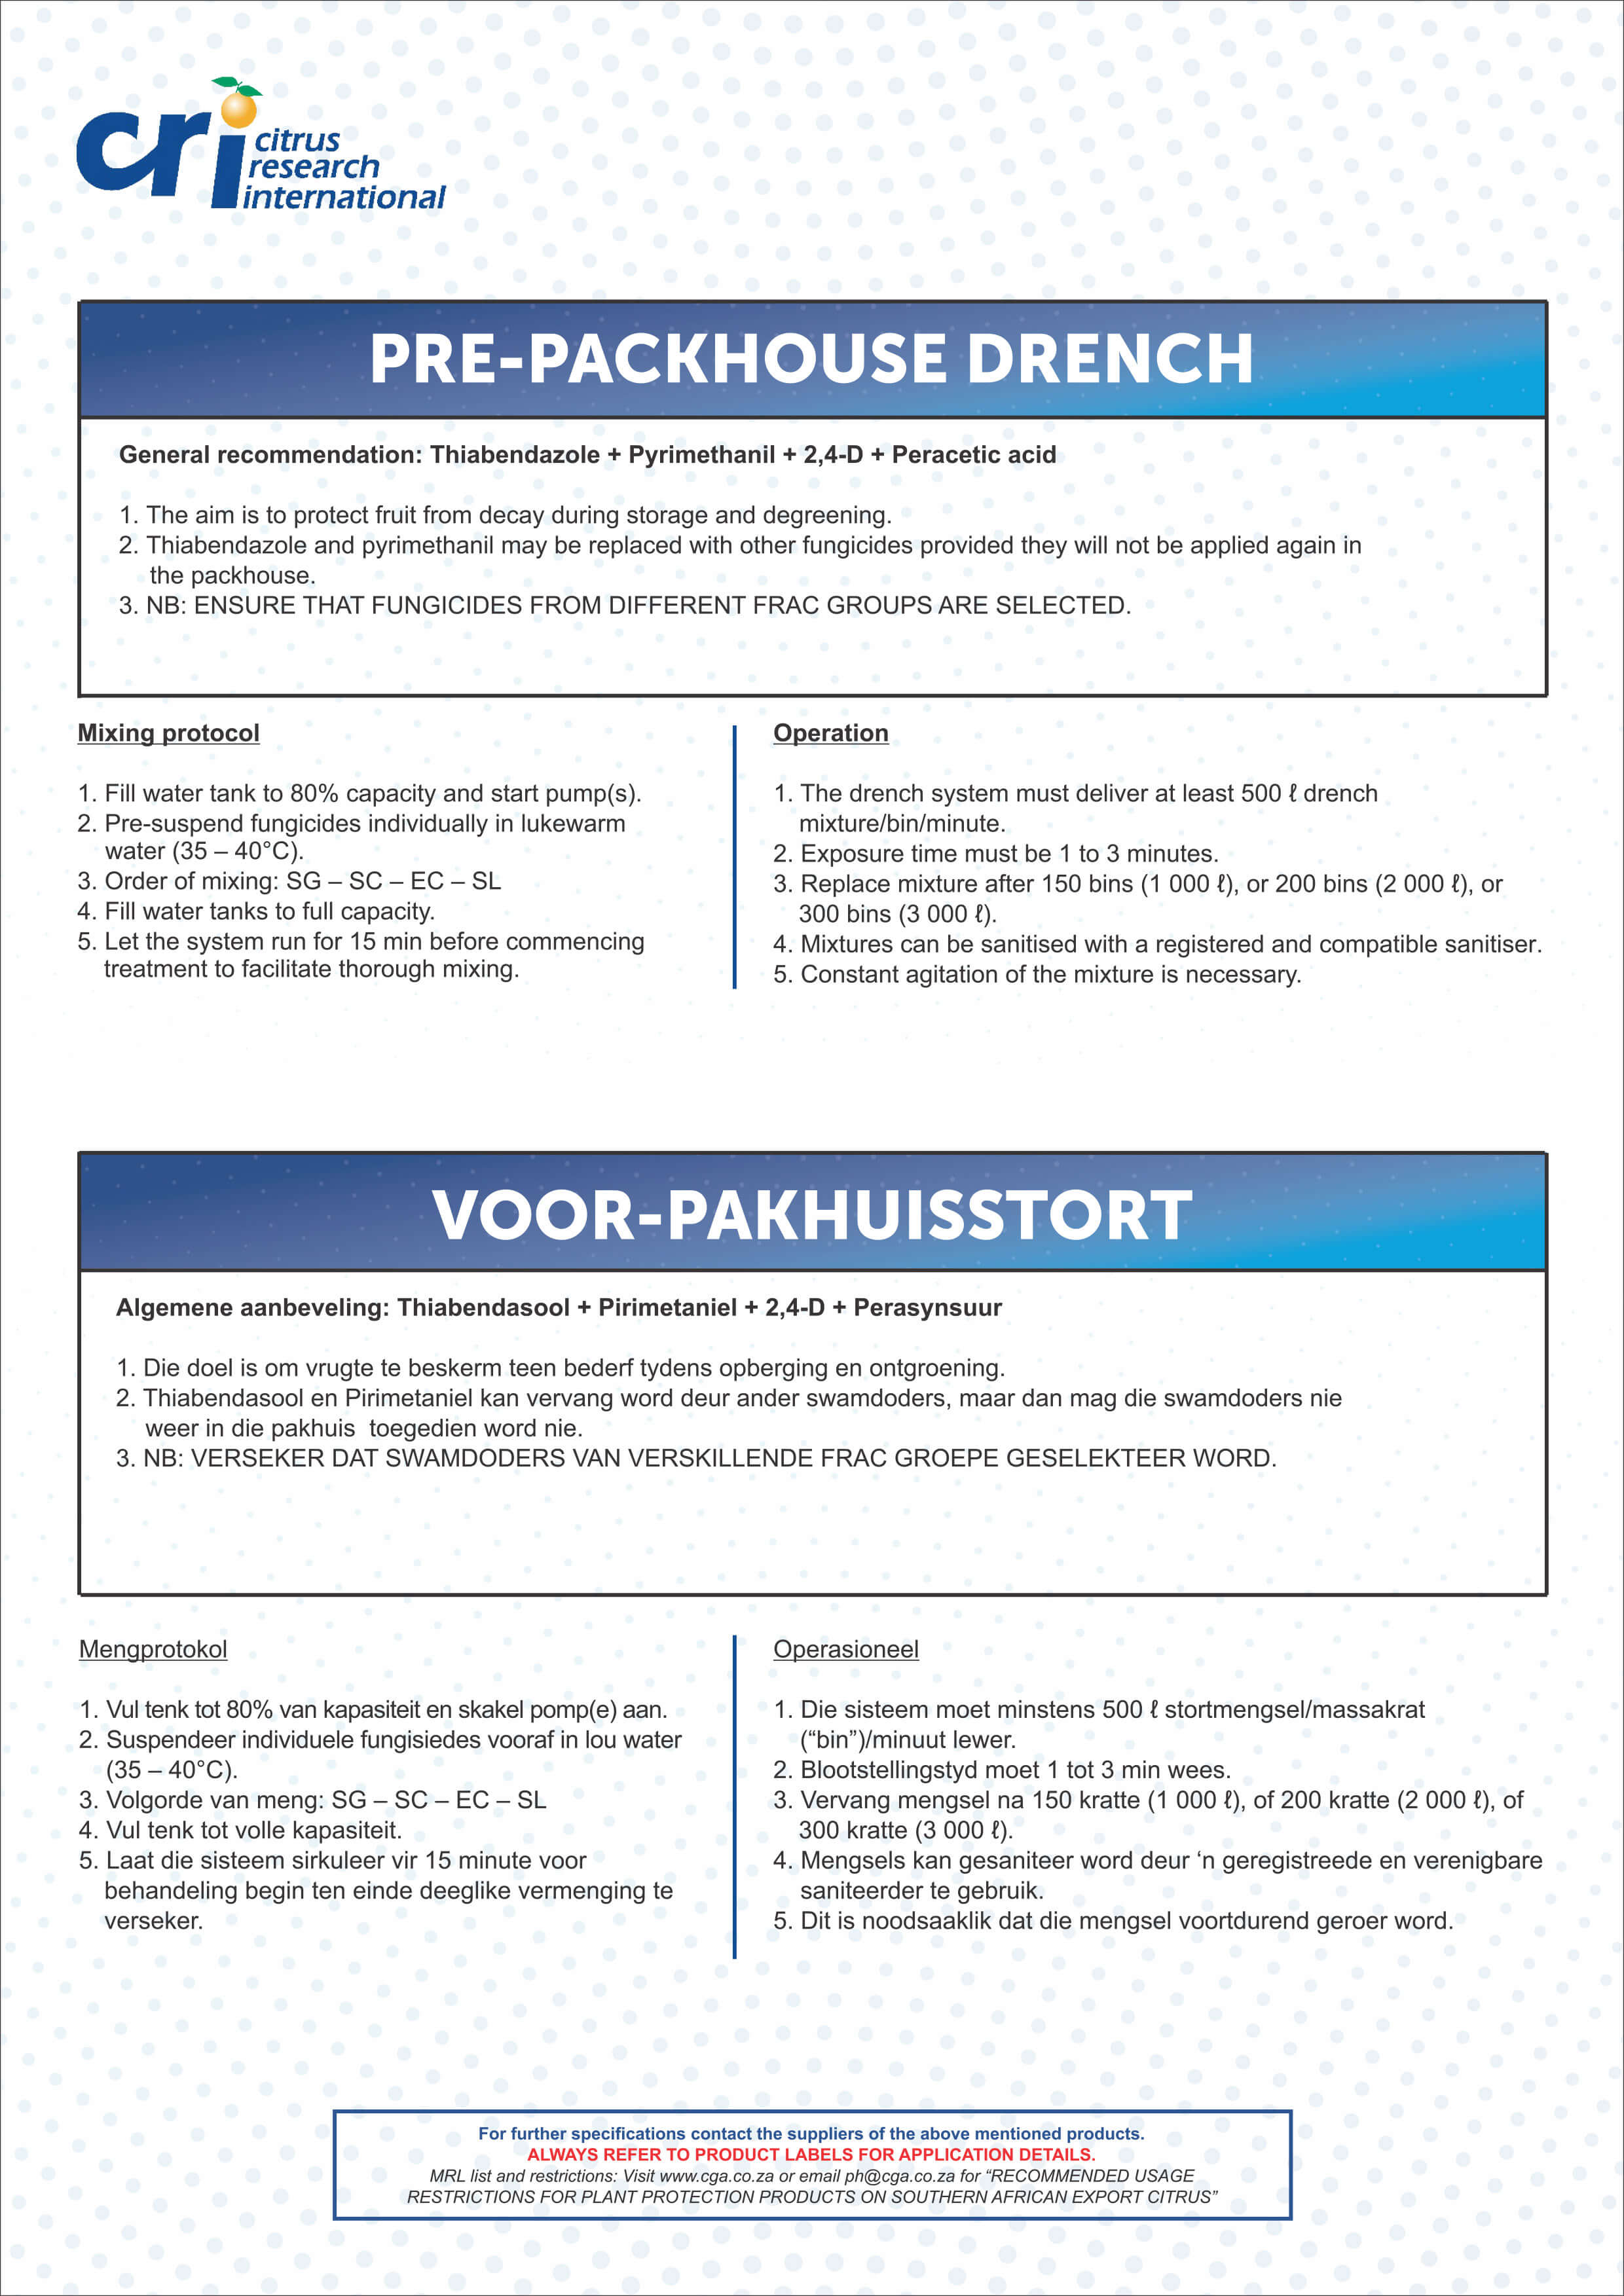 cri
citrus
research
international
PRE-PACKHOUSE DRENCH
General recommendation: Thiabendazole + Pyrimethanil + 2,4-D + Peracetic acid
1. The aim is to protect fruit from decay during storage and degreening.
2. Thiabendazole and pyrimethanil may be replaced with other fungicides provided they will not be applied again in
the packhouse.
3. NB: ENSURE THAT FUNGICIDES FROM DIFFERENT FRAC GROUPS ARE SELECTED.
Mixing protocol
1. Fill water tank to 80% capacity and start pump(s).
2. Pre-suspend fungicides individually in lukewarm
water (35 – 40°C).
3. Order of mixing: SG – SC – EC – SL
4. Fill water tanks to full capacity.
5. Let the system run for 15 min before commencing
treatment to facilitate thorough mixing.
Operation
1. The drench system must deliver at least 500 ℓ drench
mixture/bin/minute.
2. Exposure time must be 1 to 3 minutes.
3. Replace mixture after 150 bins (1 000 ℓ), or 200 bins (2 000 ℓ), or
300 bins (3 000 ℓ).
4. Mixtures can be sanitised with a registered and compatible sanitiser.
5. Constant agitation of the mixture is necessary.
VOOR-PAKHUISSTORT
Algemene aanbeveling: Thiabendasool + Pirimetaniel + 2,4-D + Perasynsuur
1. Die doel is om vrugte te beskerm teen bederf tydens opberging en ontgroening.
2. Thiabendasool en Pirimetaniel kan vervang word deur ander swamdoders, maar dan mag die swamdoders nie
weer in die pakhuis toegedien word nie.
3. NB: VERSEKER DAT SWAMDODERS VAN VERSKILLENDE FRAC GROEPE GESELEKTEER WORD.
Mengprotokol
1. Vul tenk tot 80% van kapasiteit en skakel pomp(e) aan.
2. Suspendeer individuele fungisiedes vooraf in lou water
(35 – 40°C).
3. Volgorde van meng: SG – SC – EC – SL
4. Vul tenk tot volle kapasiteit.
5. Laat die sisteem sirkuleer vir 15 minute voor
behandeling begin ten einde deeglike vermenging te
verseker.
Operasioneel
1. Die sisteem moet minstens 500 ℓ stortmengsel/massakrat
(“bin”)/minuut lewer.
2. Blootstellingstyd moet 1 tot 3 min wees.
3. Vervang mengsel na 150 kratte (1 000 ℓ), of 200 kratte (2 000 ℓ), of
300 kratte (3 000 ℓ).
4. Mengsels kan gesaniteer word deur ‘n geregistreede en verenigbare
saniteerder te gebruik.
5. Dit is noodsaaklik dat die mengsel voortdurend geroer word.
For further specifications contact the suppliers of the above mentioned products.
ALWAYS REFER TO PRODUCT LABELS FOR APPLICATION DETAILS.
MRL list and restrictions: Visit www.cga.co.za or email ph@cga.co.za for “RECOMMENDED USAGE
RESTRICTIONS FOR PLANT PROTECTION PRODUCTS ON SOUTHERN AFRICAN EXPORT CITRUS”